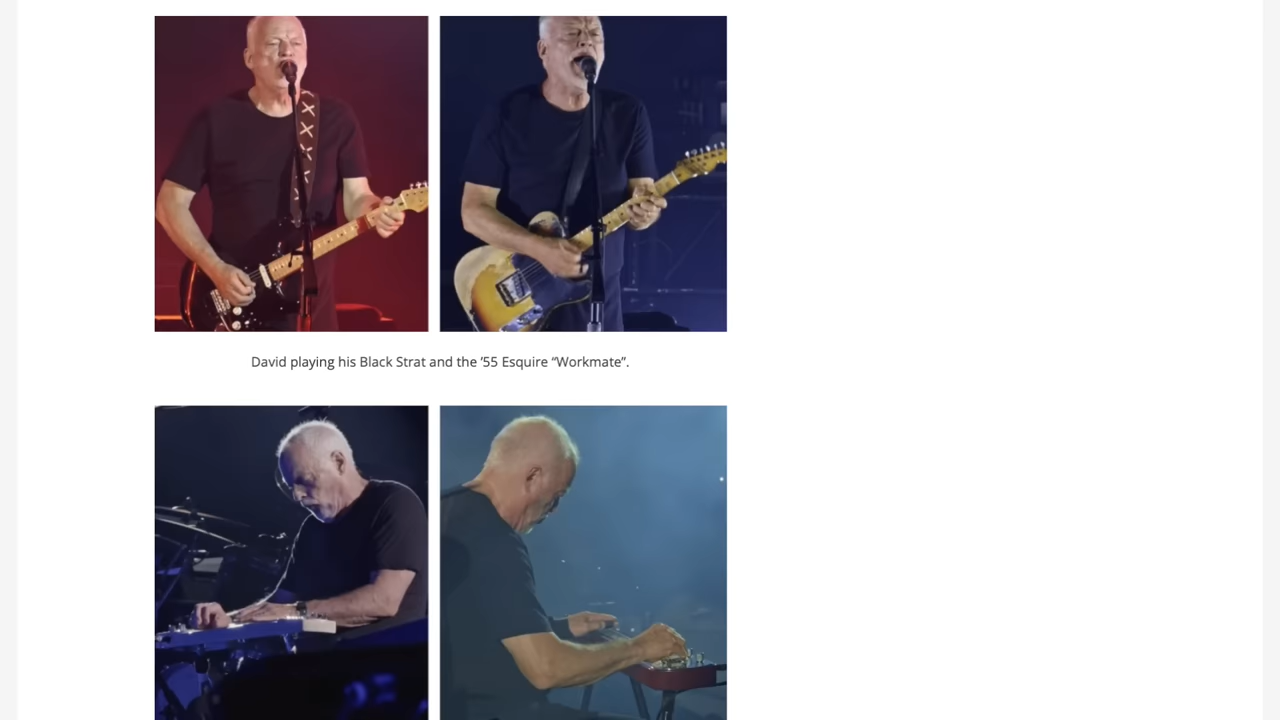 David playing his Black Strat and the ’55 Esquire “Workmate”.